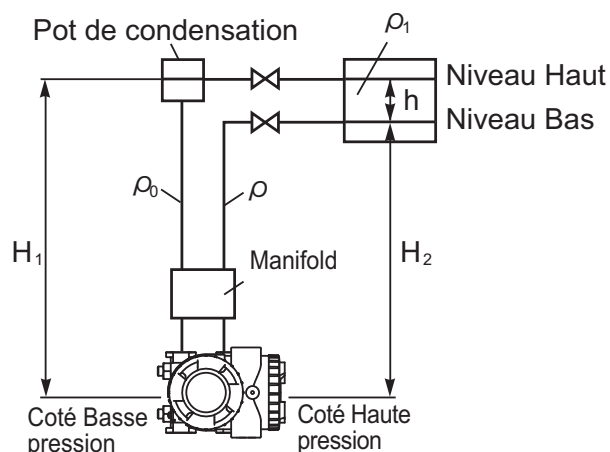 Pot de condensation
ρ1
Niveau Haut
h
Niveau Bas
ρ0
ρ
H1
Manifold
H2
Coté Basse
pression
Coté Haute
pression